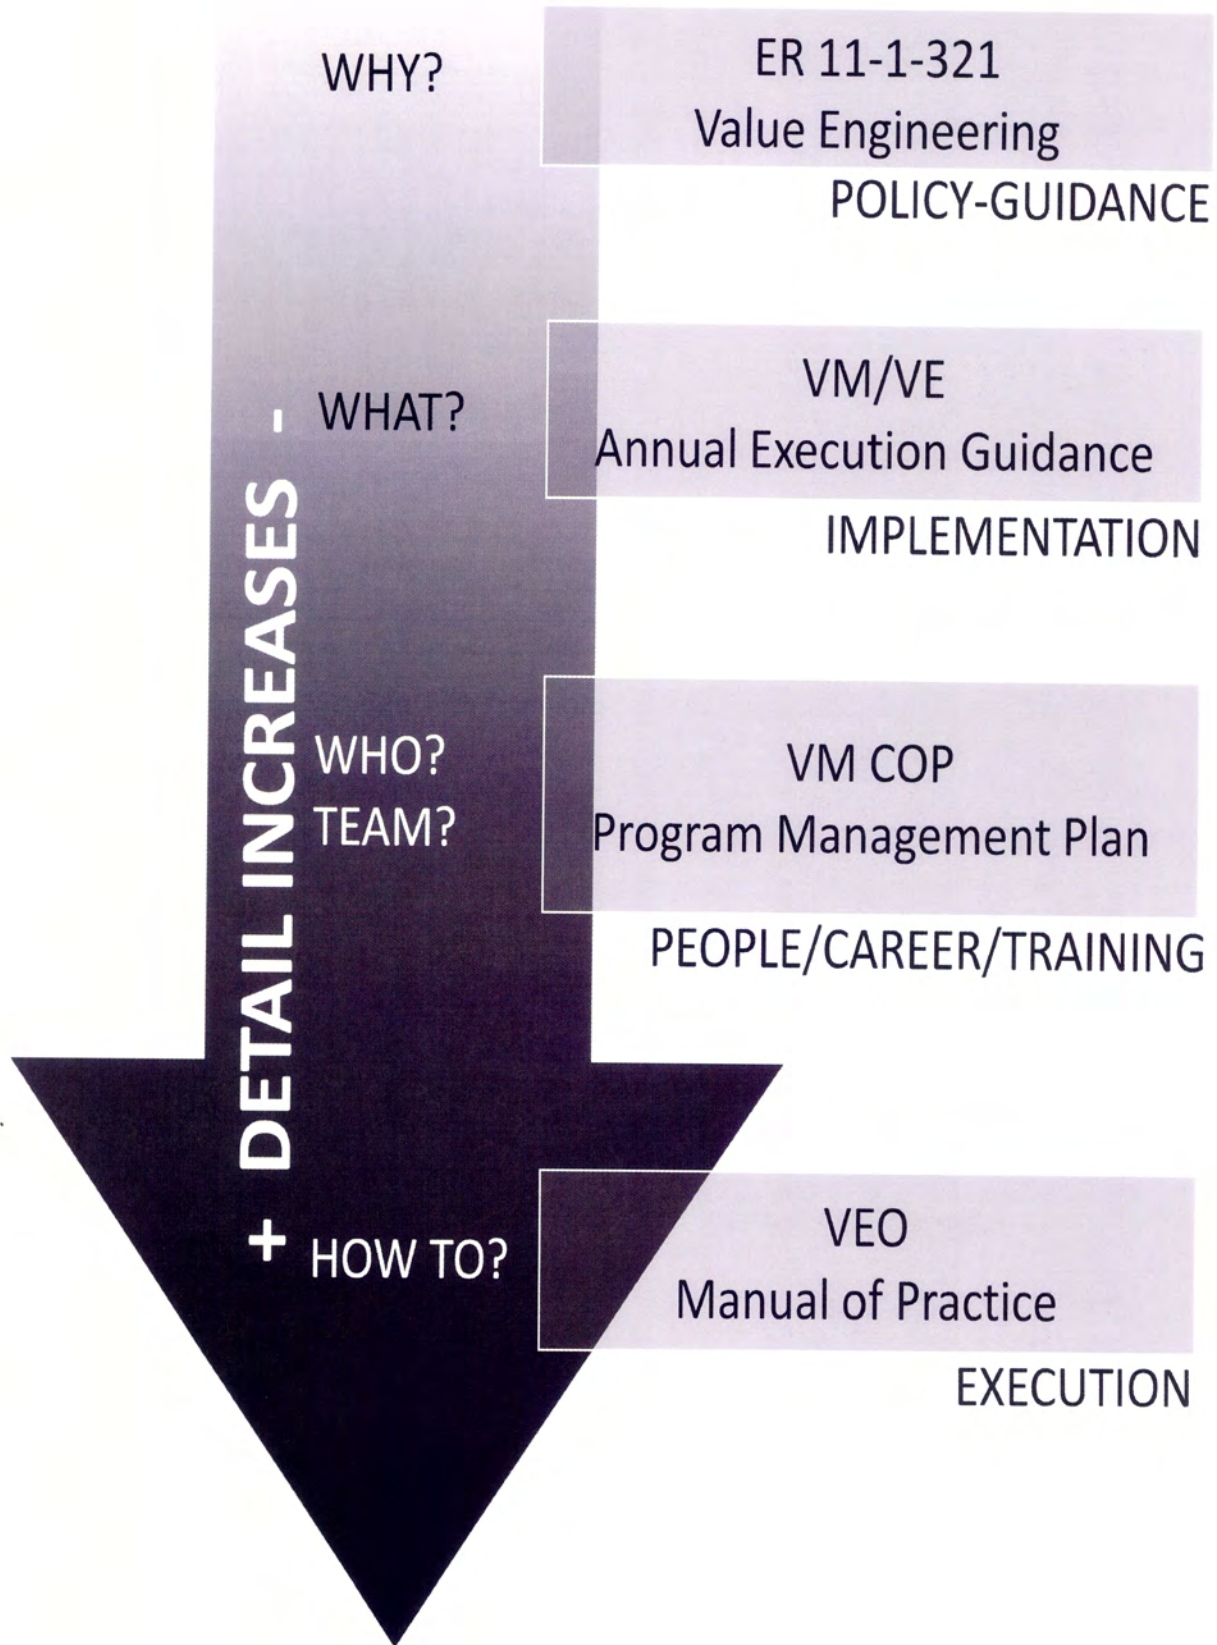 WHY?
ER 11-1-321
Value Engineering
POLICY-GUIDANCE
WHAT?
VM/VE
Annual Execution Guidance
IMPLEMENTATION
+ DETAIL INCREASES -
WHO?
TEAM?
VM COP
Program Management Plan
PEOPLE/CAREER/TRAINING
HOW TO?
VEO
Manual of Practice
EXECUTION